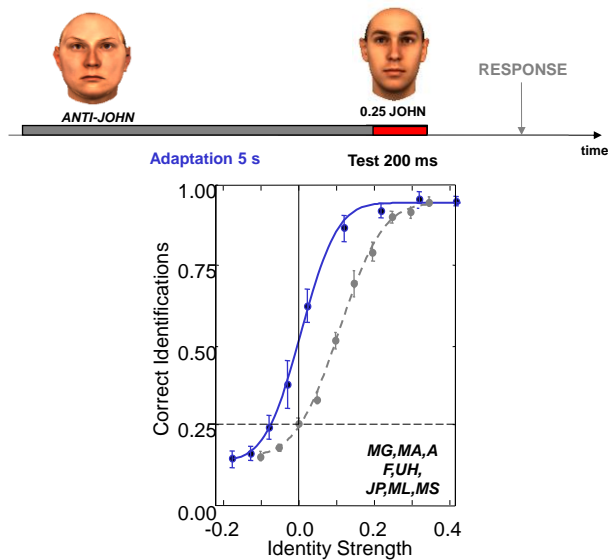 RESPONSE
ANTI-JOHN
0.25 JOHN
time
Adaptation 5 s
Test 200 ms
1.00
0.75
0.50
0.25
0.00
Correct Identifications
MG,MA,A
F,UH,
JP,ML,MS
-0.2
0.0
0.2
0.4
Identity Strength